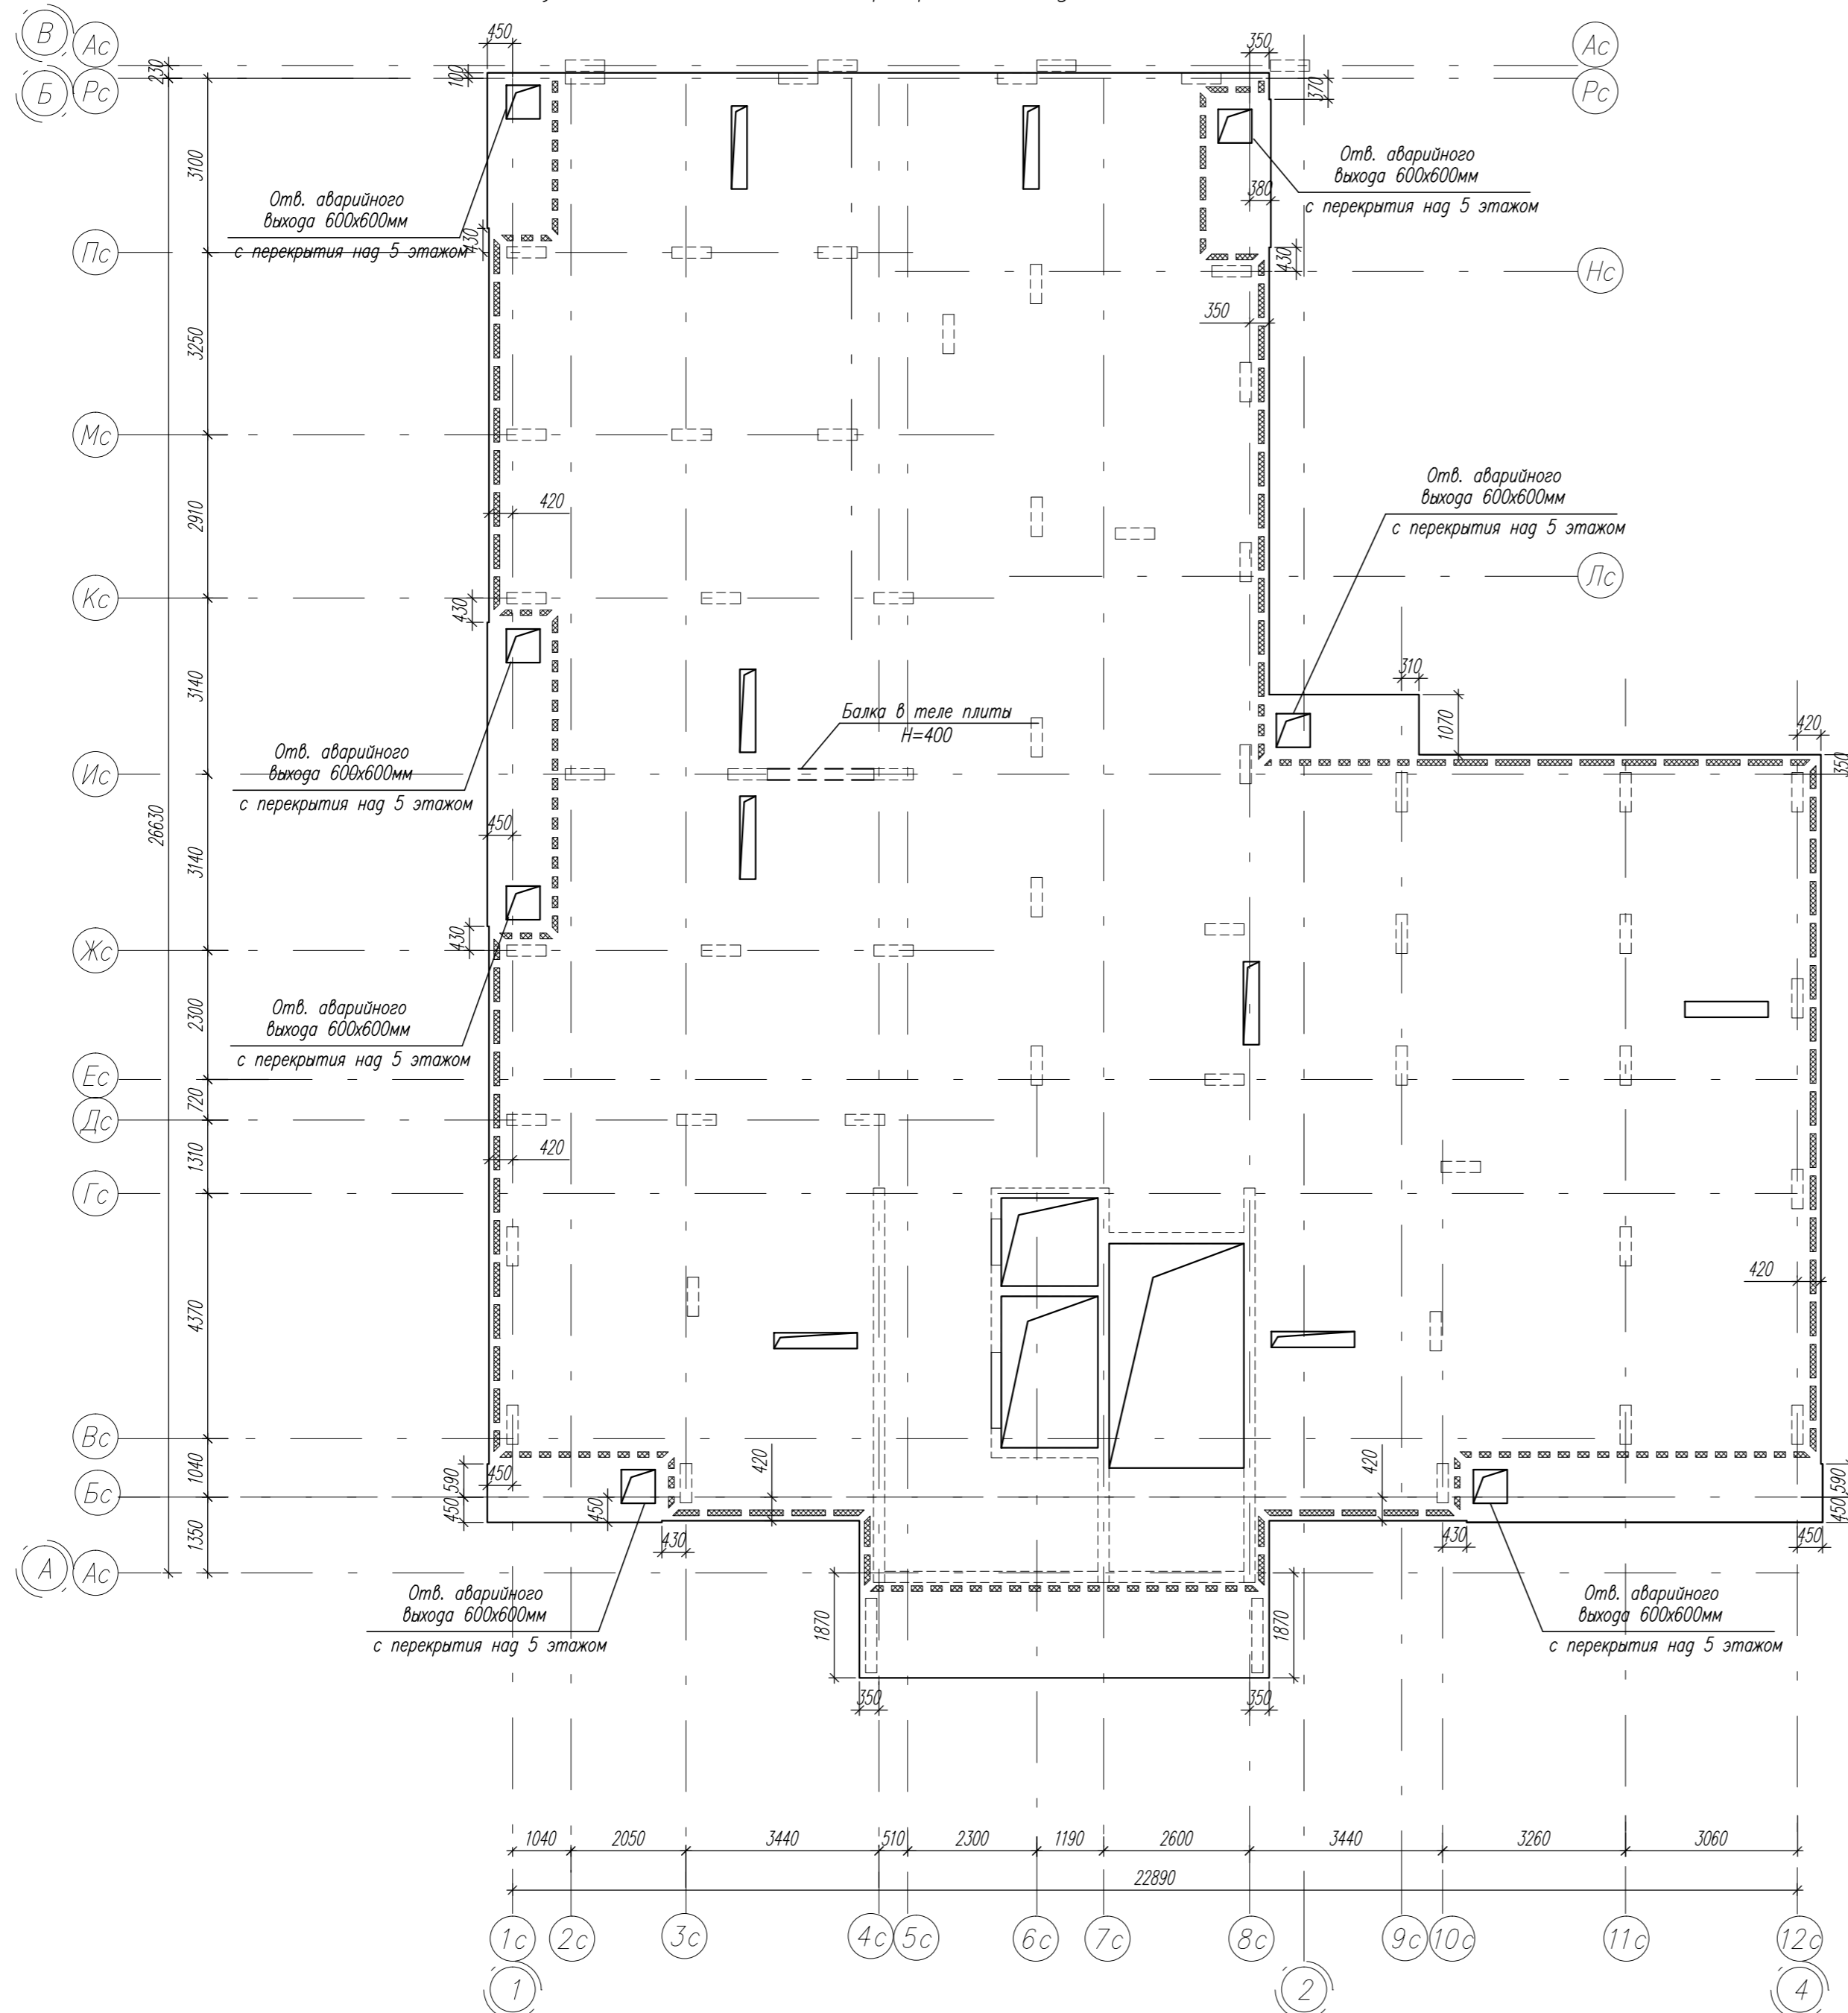 В
Ас
Б
Рс
230
450
100
350
370
Ас
Рс
3100
Отв. аварийного
выхода 600х600мм
с перекрытия над 5 этажом
430
Отв. аварийного
выхода 600х600мм
с перекрытия над 5 этажом
380
430
Пс
Нс
3250
350
Мс
2910
420
Отв. аварийного
выхода 600х600мм
с перекрытия над 5 этажом
Лс
Кс
430
3140
310
1070
420
350
Балка в теле плиты
Н=400
Отв. аварийного
выхода 600х600мм
с перекрытия над 5 этажом
Ис
26630
450
3140
430
Жс
2300
Отв. аварийного
выхода 600х600мм
с перекрытия над 5 этажом
Ес
720
Дс
1310
420
Гс
420
4370
Вс
1040
590
450
420
420
590
Бс
450
450
450
1350
430
430
450
А
Ас
Отв. аварийного
выхода 600х600мм
с перекрытия над 5 этажом
1870
1870
Отв. аварийного
выхода 600х600мм
с перекрытия над 5 этажом
350
350
1040
2050
3440
510
2300
1190
2600
3440
3260
3060
22890
1с
2с
3с
4с
5с
6с
7с
8с
9с
10с
11с
12с
1
2
4